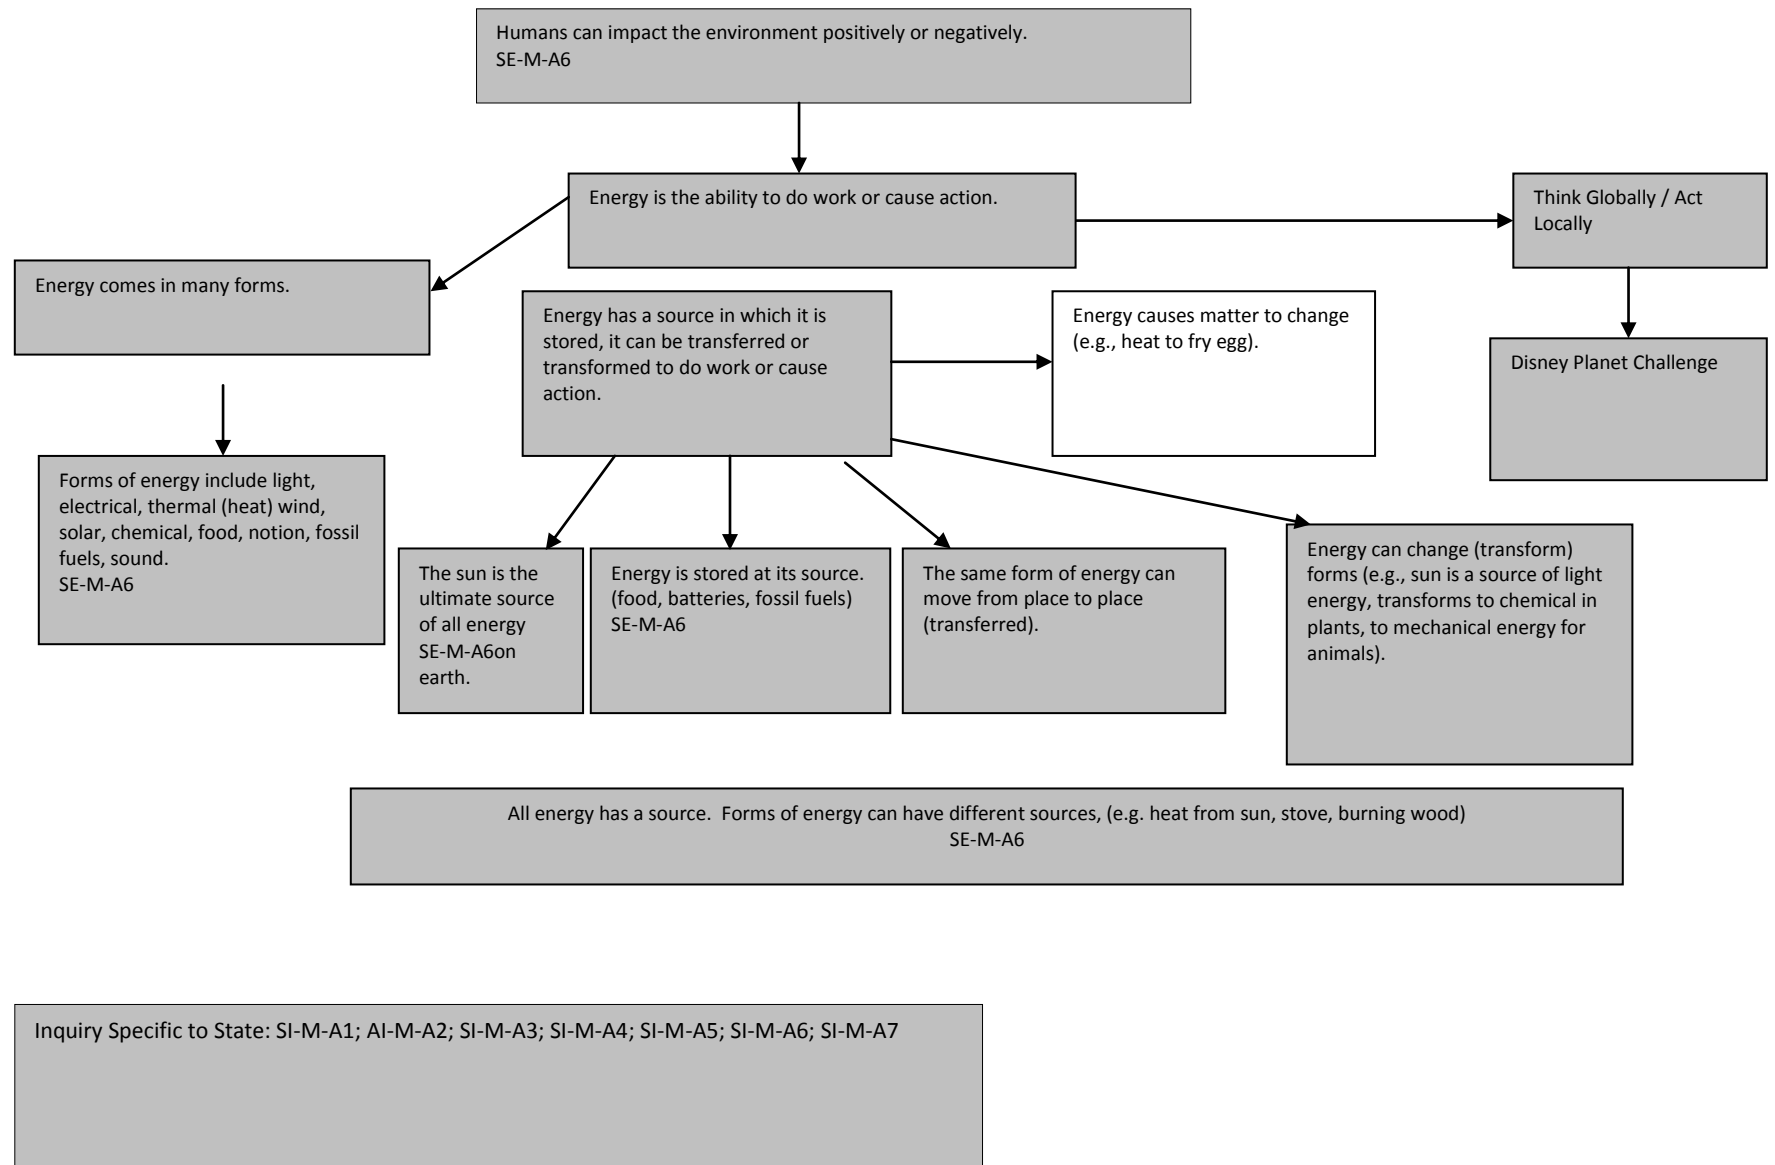 Humans can impact the environment positively or negatively.
SE-M-A6
Energy is the ability to do work or cause action.
Think Globally / Act
Locally
Energy comes in many forms.
Energy has a source in which it is
stored, it can be transferred or
transformed to do work or cause
action.
Energy causes matter to change
(e.g., heat to fry egg).
Disney Planet Challenge
Forms of energy include light,
electrical, thermal (heat) wind,
solar, chemical, food, notion, fossil
fuels, sound.
SE-M-A6
The sun is the
ultimate source
of all energy
SE-M-A6on
earth.
Energy is stored at its source.
(food, batteries, fossil fuels)
SE-M-A6
The same form of energy can
move from place to place
(transferred).
Energy can change (transform)
forms (e.g., sun is a source of light
energy, transforms to chemical in
plants, to mechanical energy for
animals).
All energy has a source.  Forms of energy can have different sources, (e.g. heat from sun, stove, burning wood)
SE-M-A6
Inquiry Specific to State: SI-M-A1; AI-M-A2; SI-M-A3; SI-M-A4; SI-M-A5; SI-M-A6; SI-M-A7